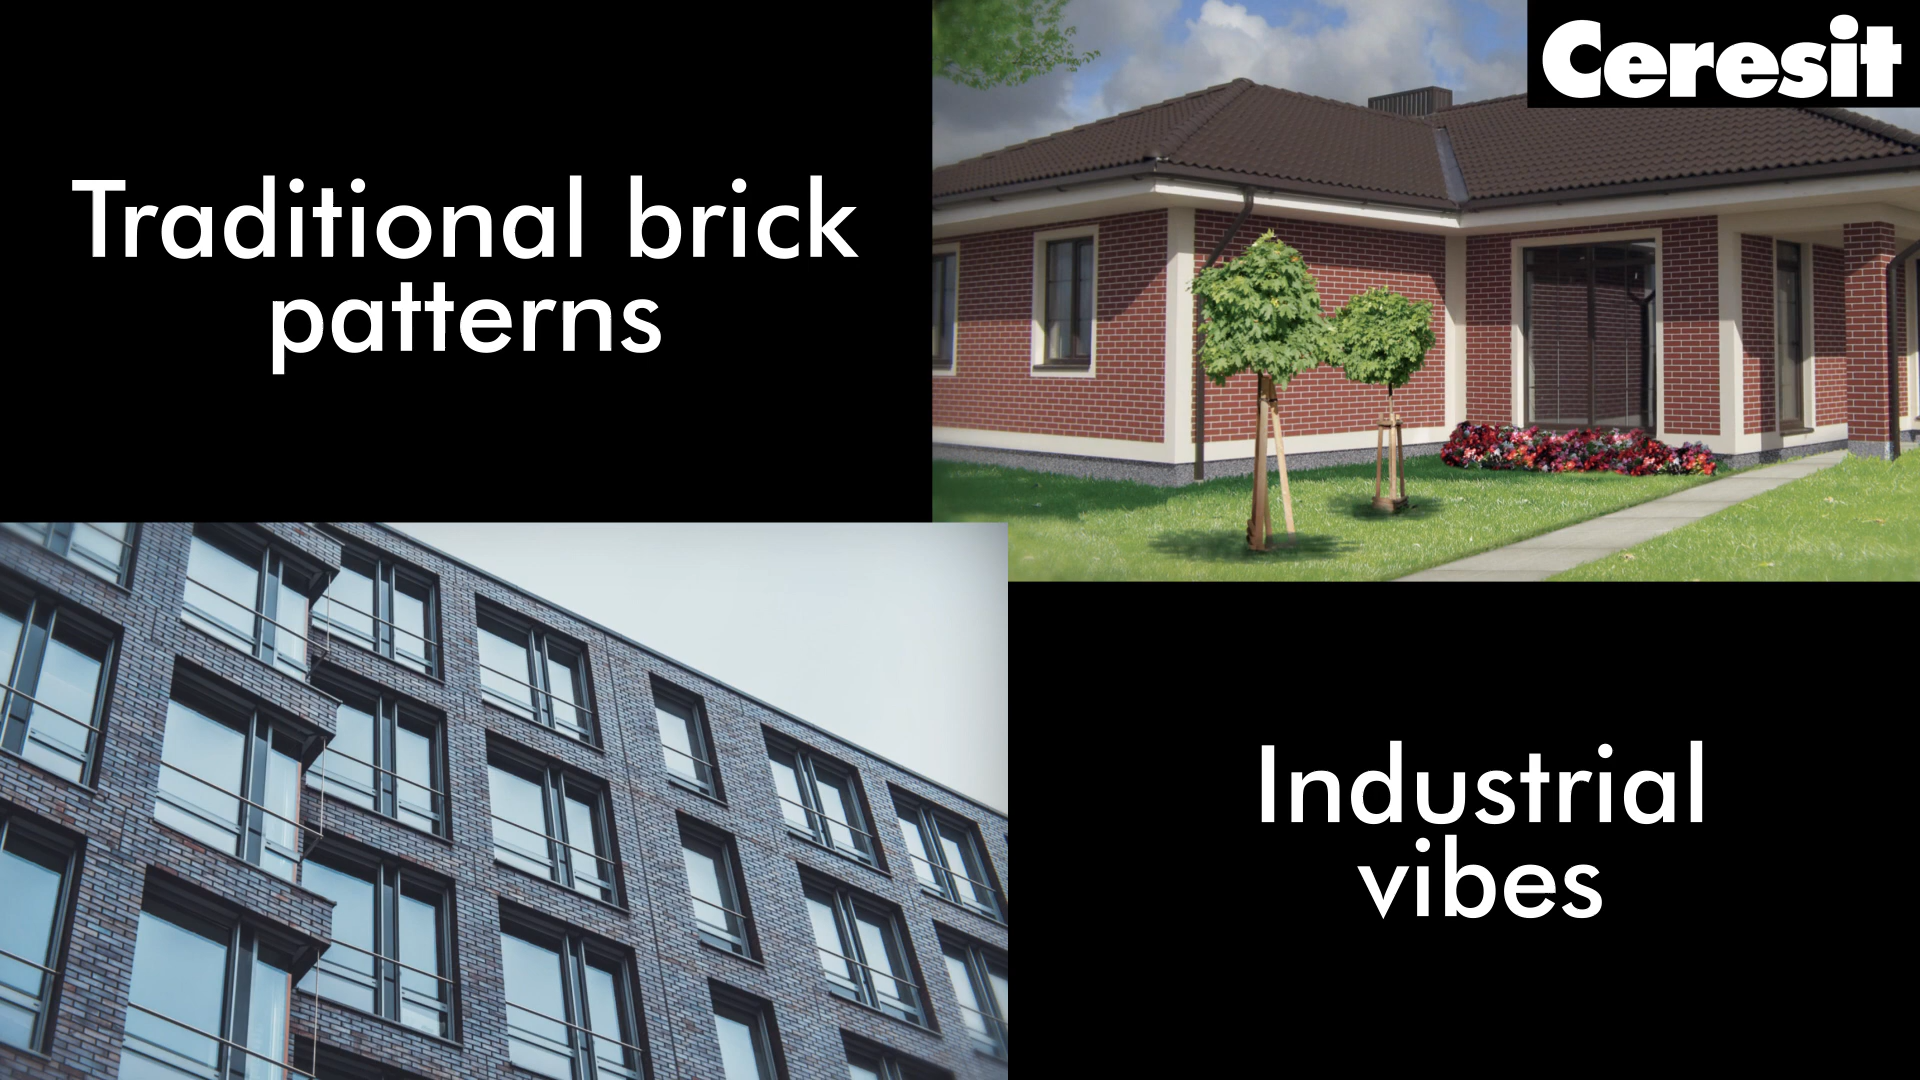 Ceresit
Traditional brick
patterns
Industrial
vibes